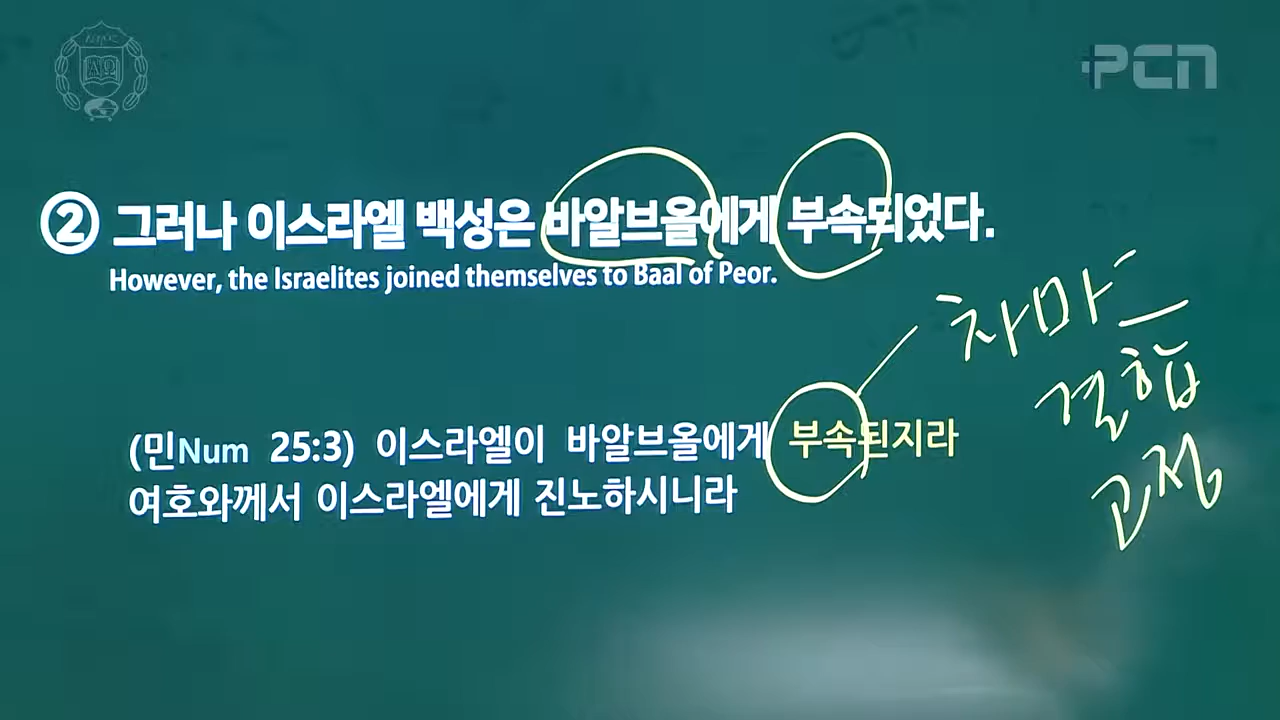 PCN
② 그러나 이스라엘 백성은 바알브올에게 부속되었다.
However, the Israelites joined themselves to Baal of Peor.
차마드
결합
고정
(민Num 25:3) 이스라엘이 바알브올에게 부속된지라
여호와께서 이스라엘에게 진노하시니라